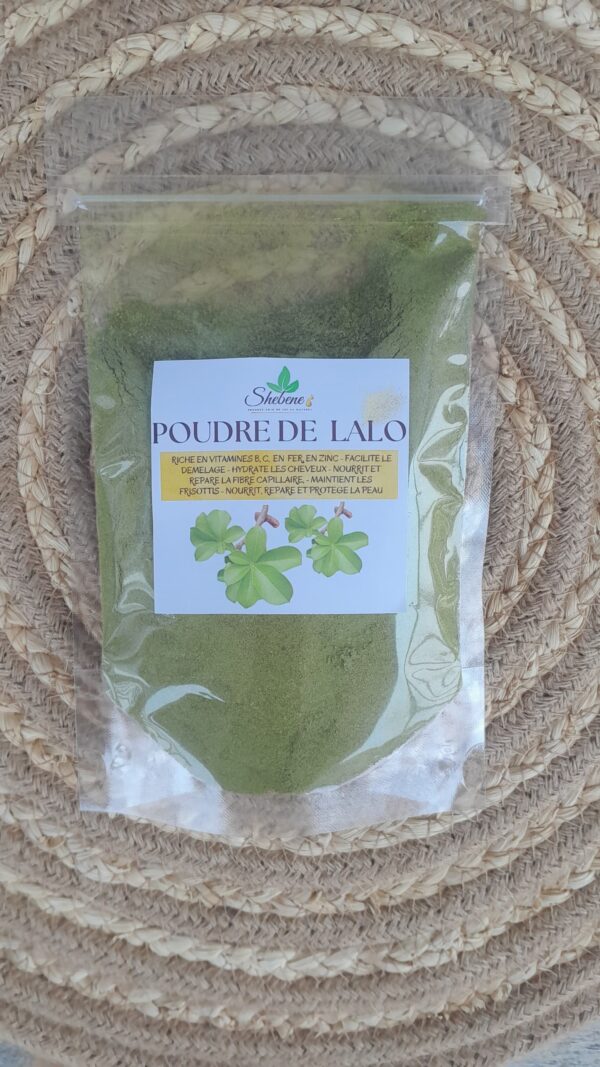 Shebene
POUDRE DE LALO
RICHE EN VITAMINES B, C, EN FER, EN ZINC - FACILITE LE
DEMELAGE - HYDRATE LES CHEVEUX - NOURRIT ET
REPARE LA FIBRE CAPILLAIRE, - MAINTIENT LES
FRISOTTIS - NOURRIT, REPARE ET PROTEGE LA PEAU